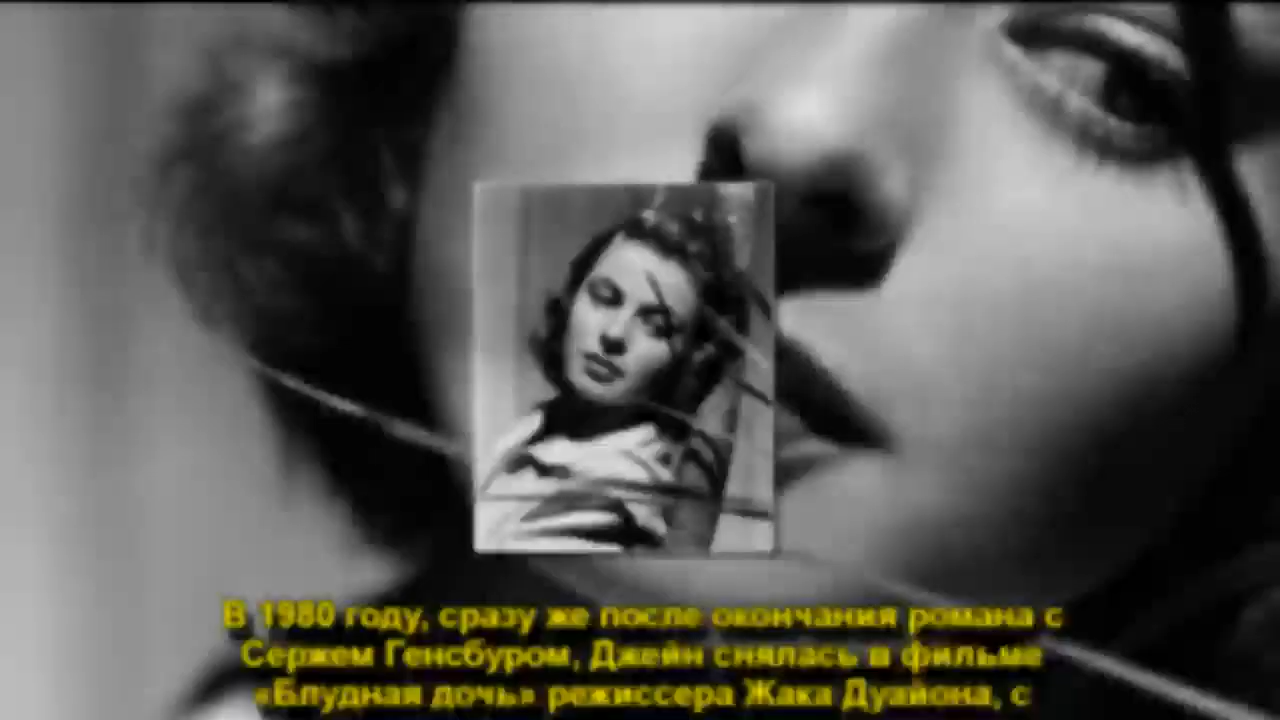 В 1980 году, сразу же после окончания романа с
Сержем Генсбуром, Джейн снялась в фильме
«Блудная дочь» режиссера Жака Дуайона, с